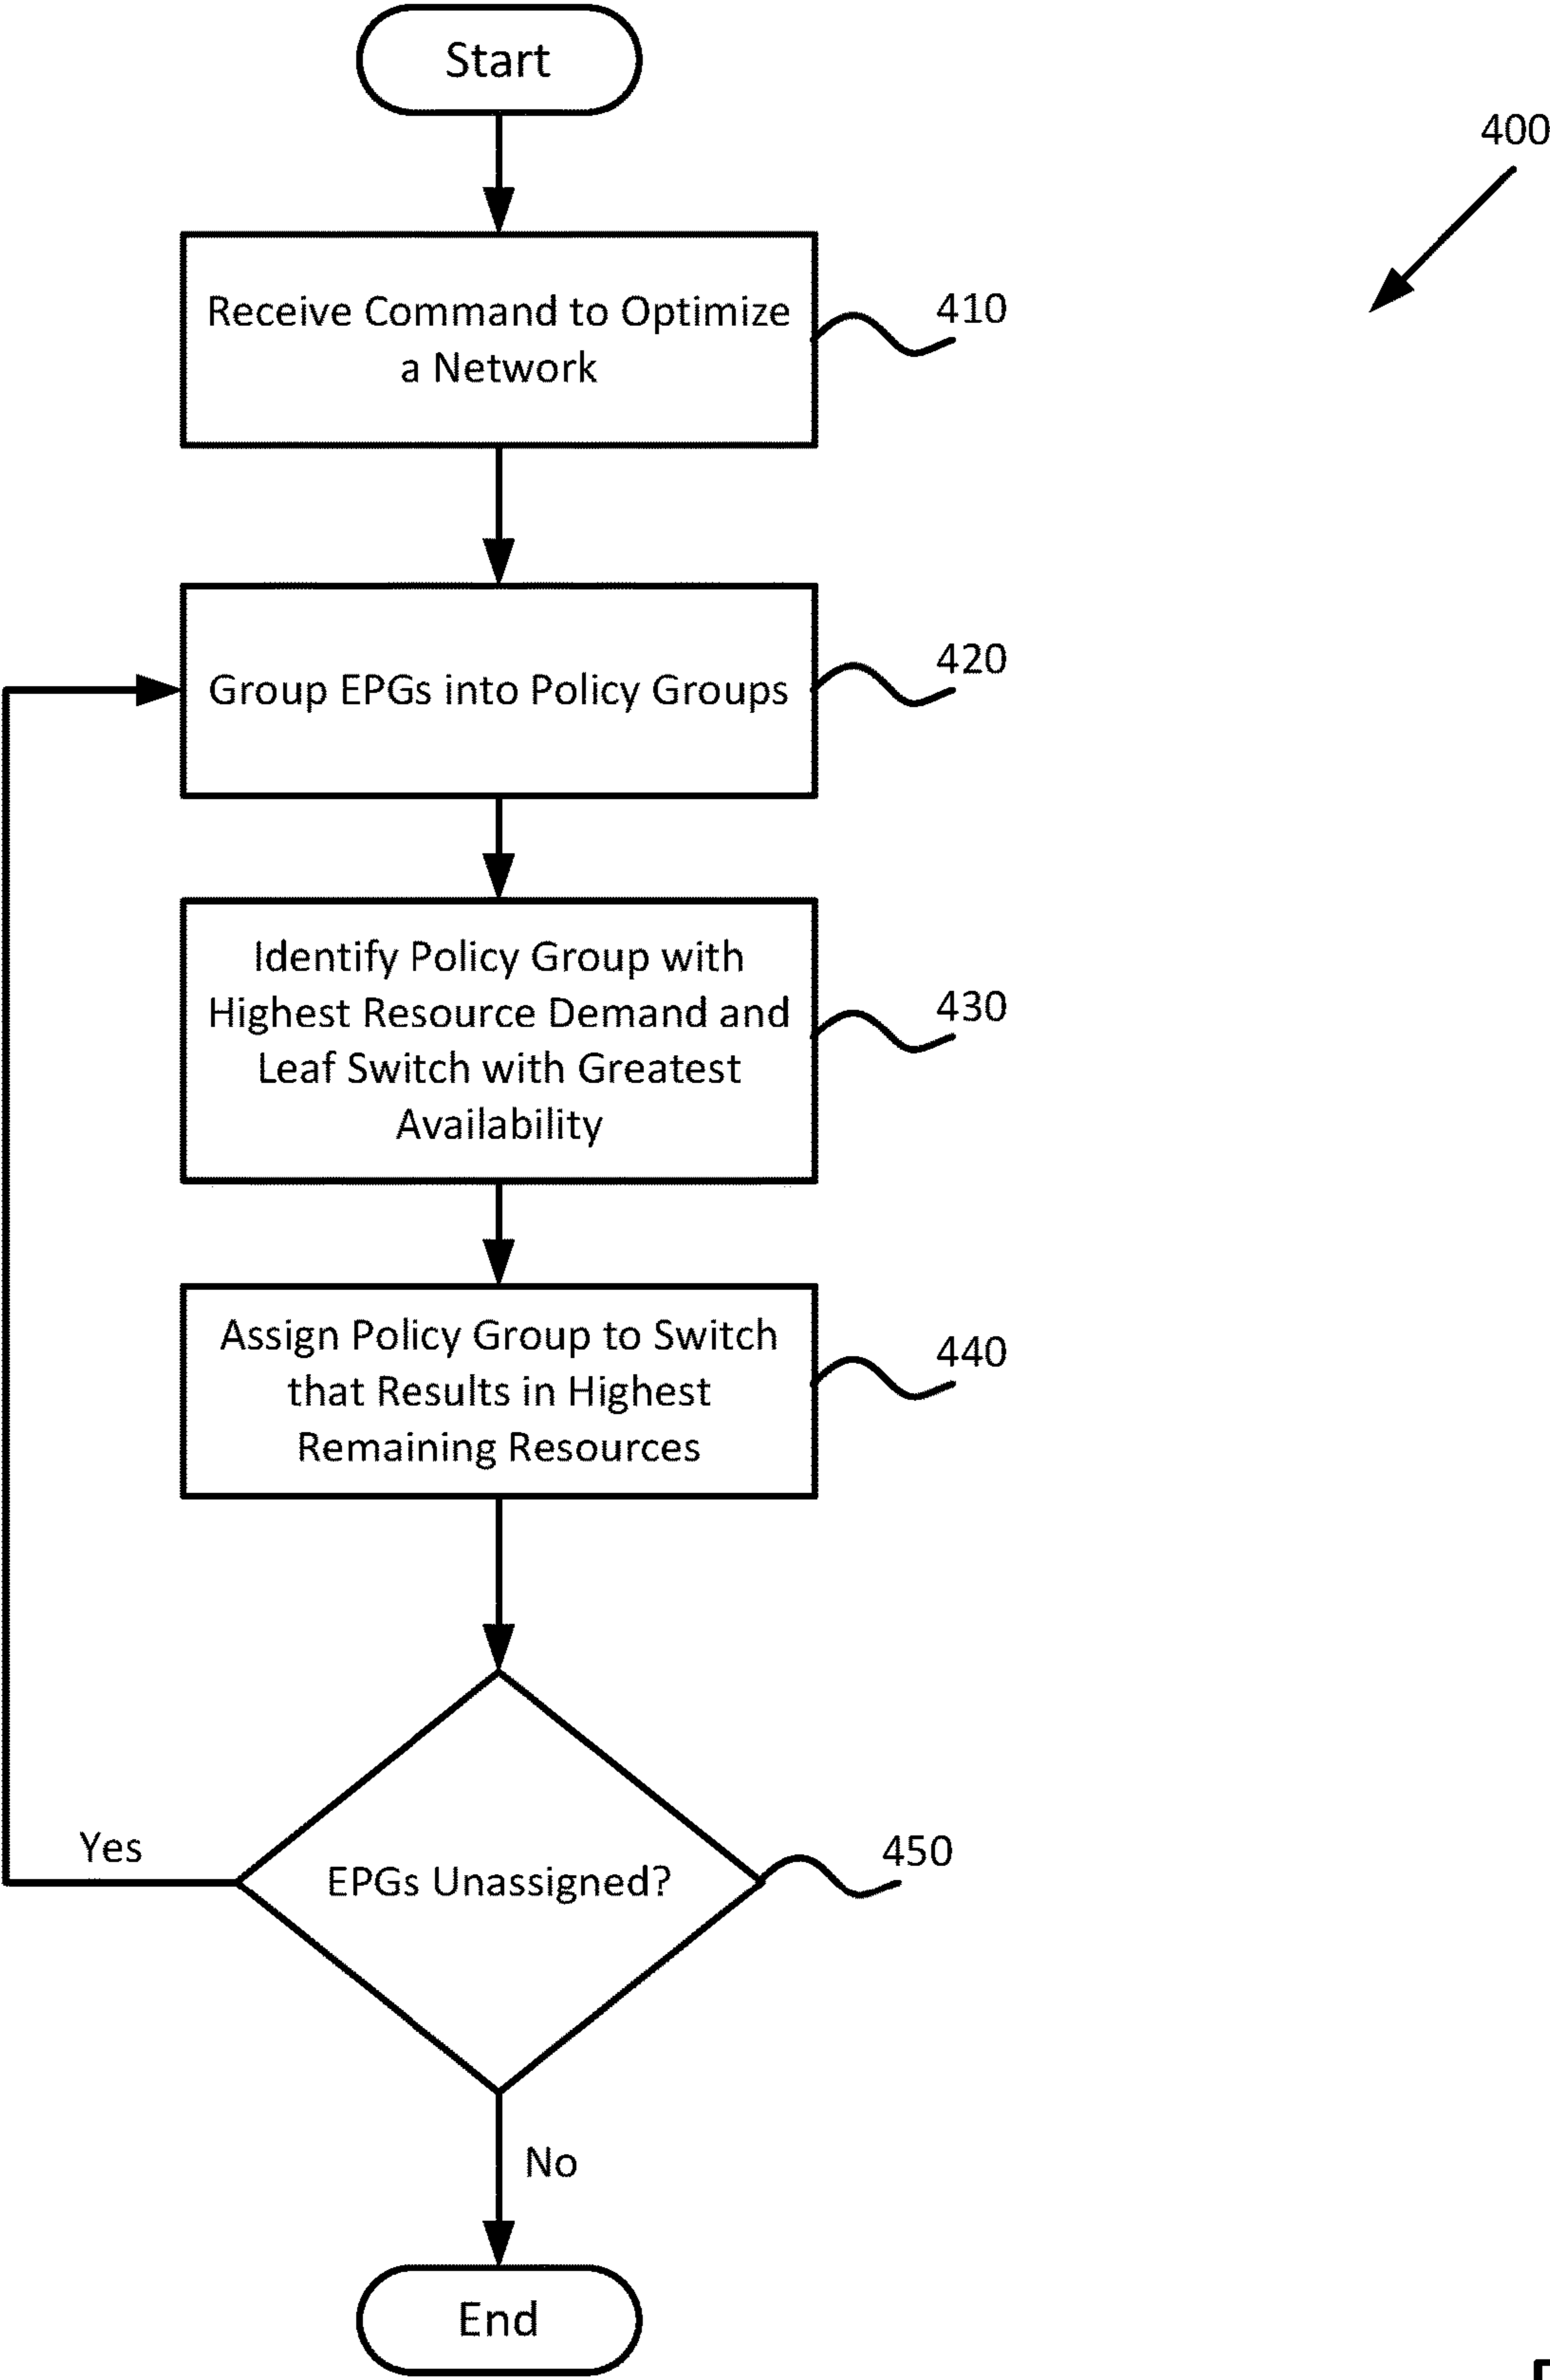 Start
400
Receive Command to Optimize
a Network
410
Group EPGs into Policy Groups
420
Identify Policy Group with
Highest Resource Demand and
Leaf Switch with Greatest
Availability
430
Assign Policy Group to Switch
that Results in Highest
Remaining Resources
440
EPGs Unassigned?
450
Yes
No
End